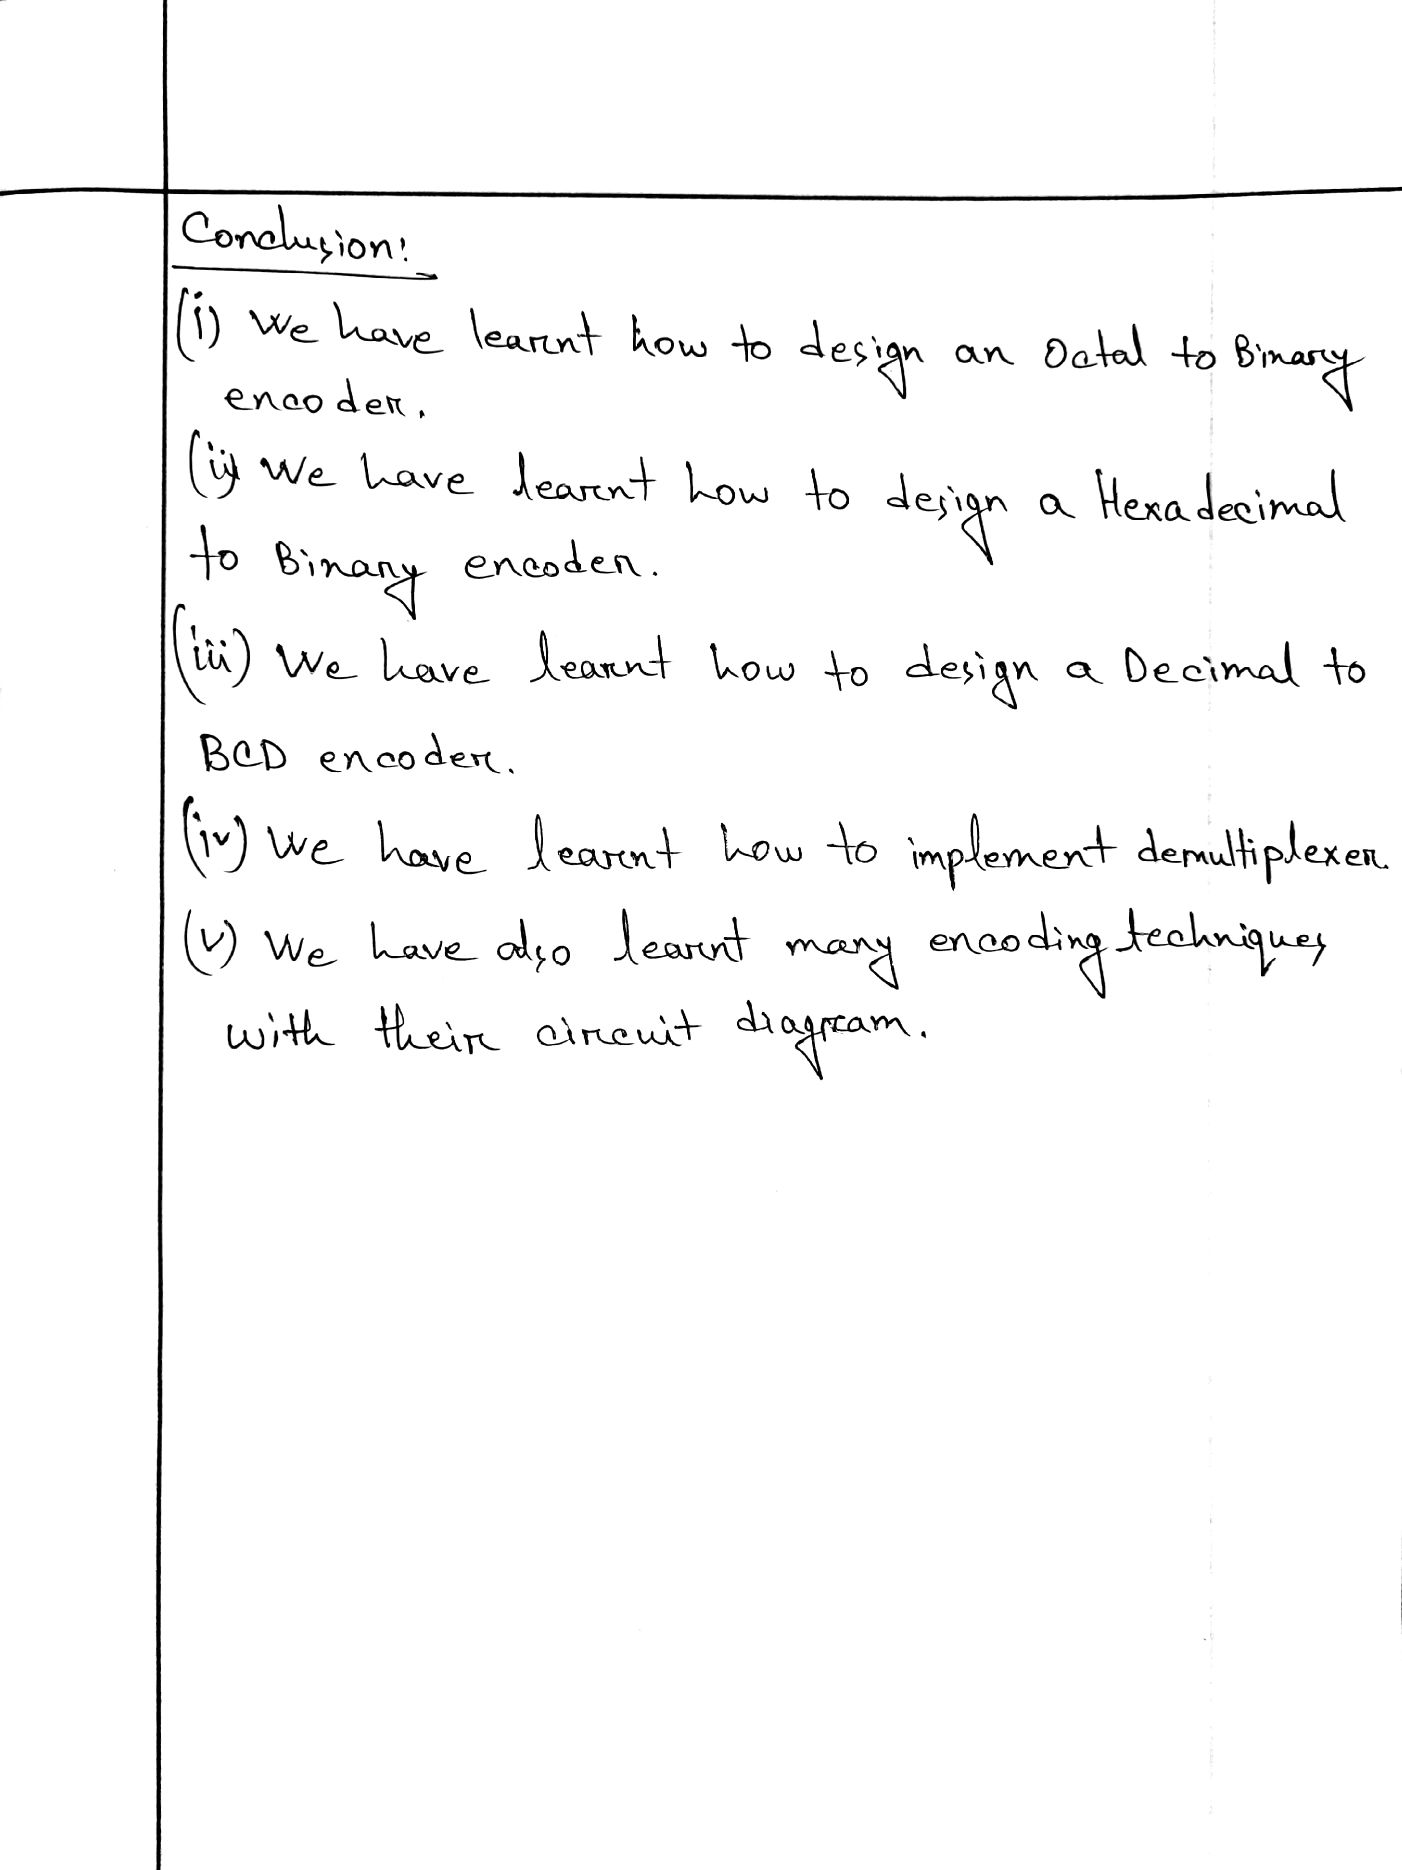 Conclusion:
(i) We have learnt how to design an Octal to Binary
encoder.
(ii) We have learnt how to design a Hexadecimal
to Binary encoder.
(iii) We have learnt how to design a Decimal to
BCD encoder.
(iv) We have learnt how to implement demultiplexer.
(v) We have also learnt many encoding techniques
with their circuit diagram.